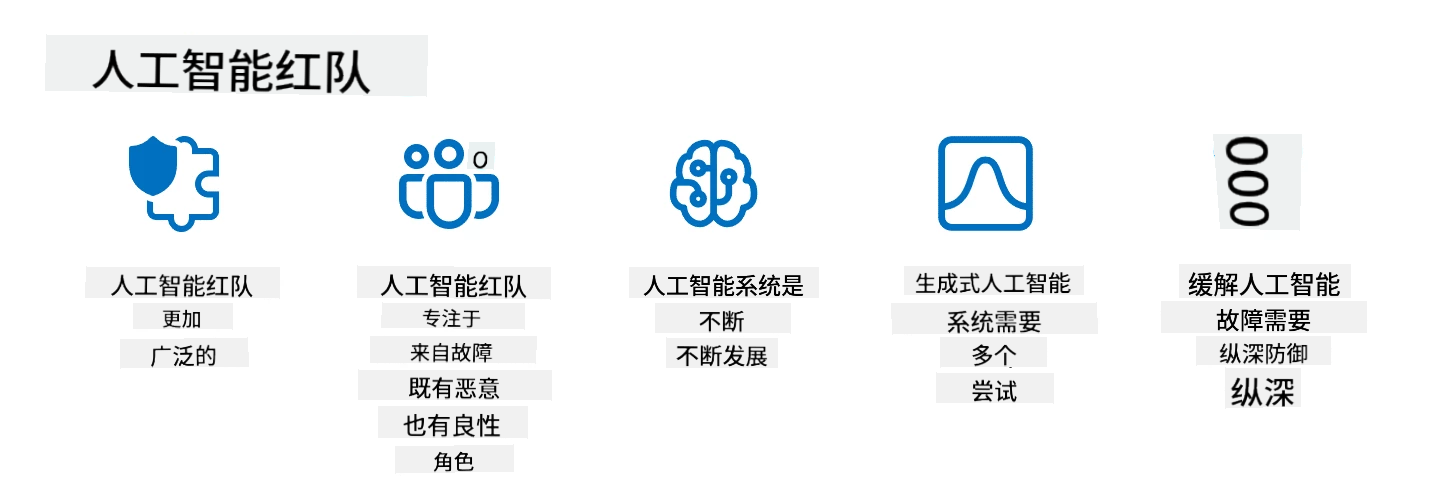 人工智能红队
o
000
人工智能红队
更加
广泛的
人工智能红队
专注于
来自故障
既有恶意
也有良性
角色
人工智能系统是
不断
不断发展
生成式人工智能
系统需要
多个
尝试
缓解人工智能
故障需要
纵深防御
纵深